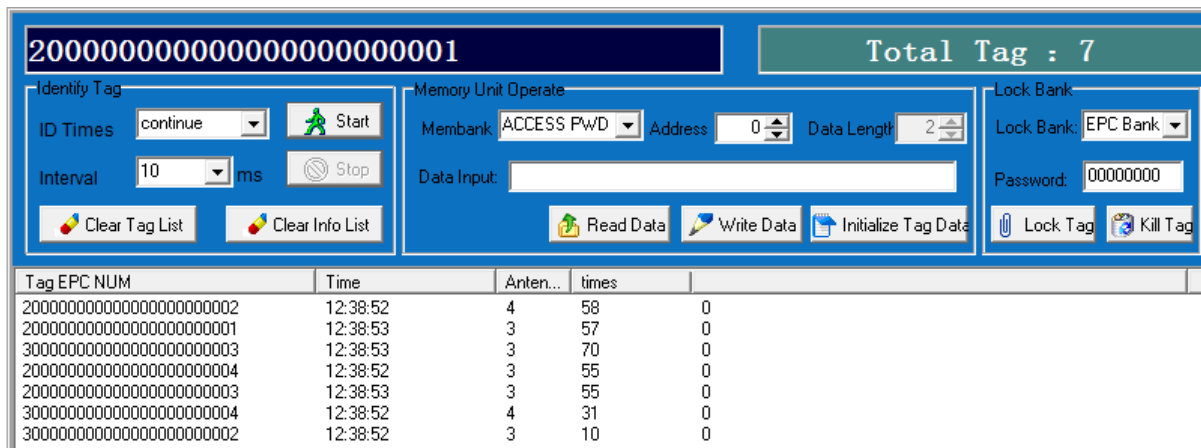 200000000000000000000001 Total Tag : 7
Identify Tag Memory Unit Operate Lock Bank
ID Times continue Start Membank ACCESS PWD Address 0 Data Length 2 Lock Bank: EPC Bank
Interval 10 ms Stop Data Input: Password: 00000000
Clear Tag List Clear Info List Read Data Write Data Initialize Tag Data Lock Tag Kill Tag
Tag EPC NUM Time Anten... times
200000000000000000000002 12:38:52 4 58 0
200000000000000000000001 12:38:53 3 57 0
300000000000000000000003 12:38:53 3 70 0
200000000000000000000004 12:38:52 3 55 0
200000000000000000000003 12:38:53 3 55 0
300000000000000000000004 12:38:52 4 31 0
300000000000000000000002 12:38:52 3 10 0